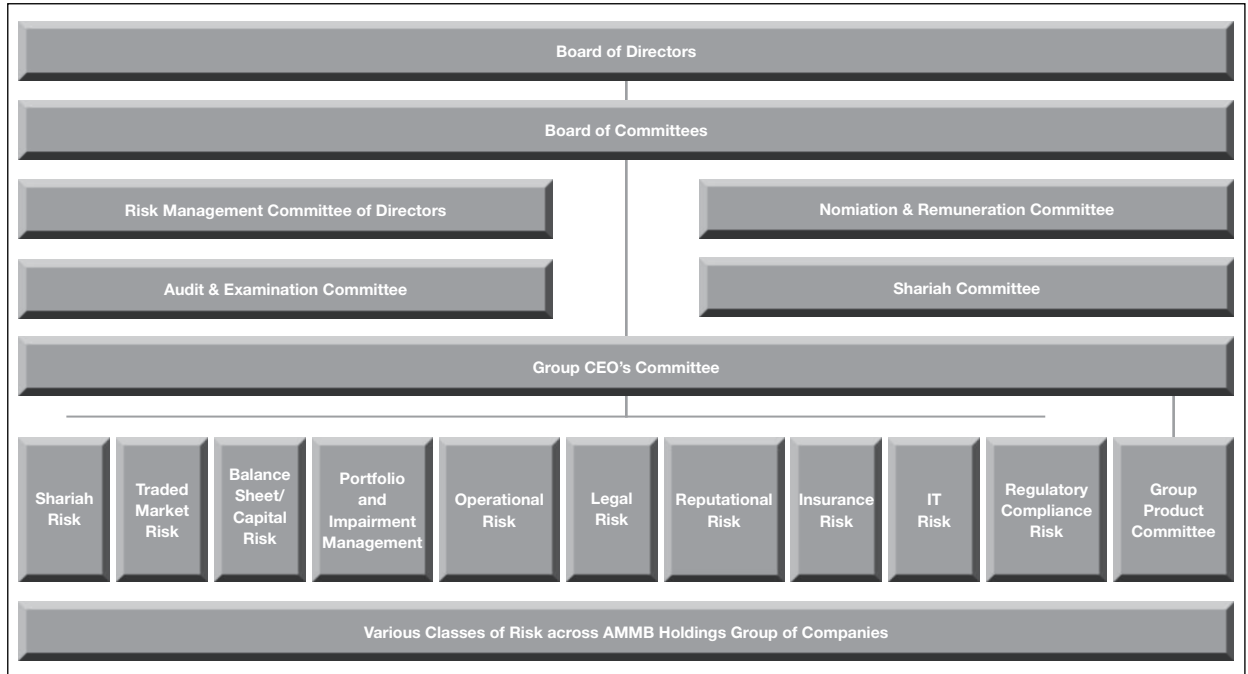 Board of Directors
Board of Committees
Risk Management Committee of Directors
Nomiation & Remuneration Committee
Audit & Examination Committee
Shariah Committee
Group CEO's Committee
Shariah
Risk
Traded
Market
Risk
Balance
Sheet/
Capital
Risk
Portfolio
and
Impairment
Management
Operational
Risk
Legal
Risk
Reputational
Risk
Insurance
Risk
IT
Risk
Regulatory
Compliance
Risk
Group
Product
Committee
Various Classes of Risk across AMMB Holdings Group of Companies